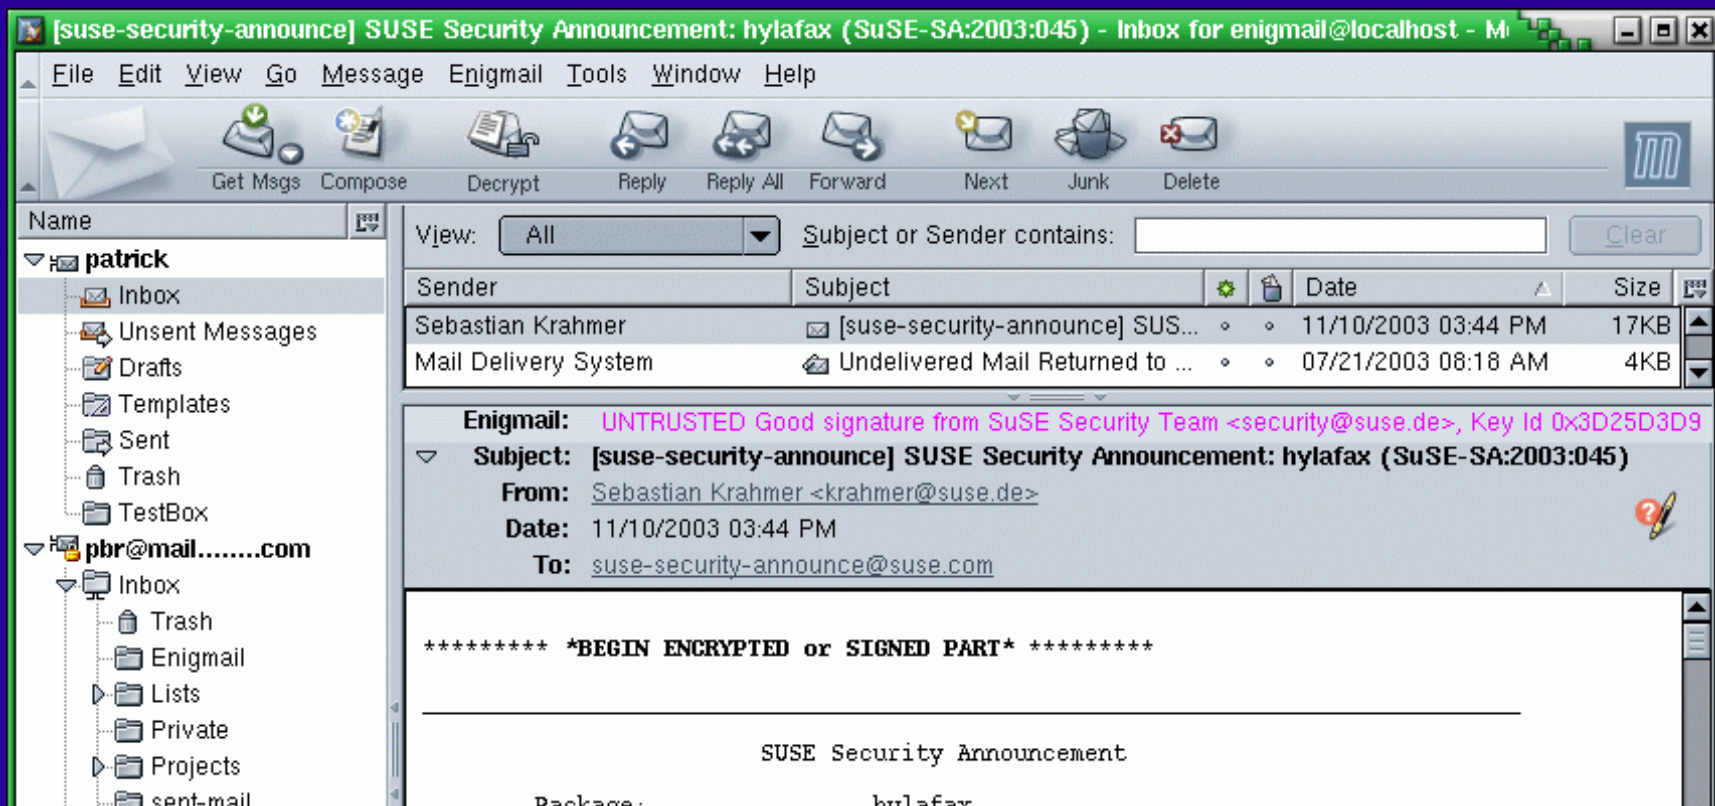 [suse-security-announce] SUSE Security Announcement: hylafax (SuSE-SA:2003:045) - Inbox for enigmail@localhost -
File Edit View Go Message Enigmail Tools Window Help
Get Msgs Compose Decrypt Reply Reply All Forward Next Junk Delete
Name
patrick
Inbox
Unsent Messages
Drafts
Templates
Sent
Trash
TestBox
pbr@mail........com
Inbox
Trash
Enigmail
Lists
Private
Projects
sent-mail
View: All Subject or Sender contains: Clear
Sender Subject Date Size
Sebastian Krahmer [suse-security-announce] SUS... 11/10/2003 03:44 PM 17KB
Mail Delivery System Undelivered Mail Returned to ... 07/21/2003 08:18 AM 4KB
Enigmail: UNTRUSTED Good signature from SuSE Security Team <security@suse.de>, Key Id 0x3D25D3D9
Subject: [suse-security-announce] SUSE Security Announcement: hylafax (SuSE-SA:2003:045)
From: Sebastian Krahmer <krahmer@suse.de>
Date: 11/10/2003 03:44 PM
To: suse-security-announce@suse.com
********* *BEGIN ENCRYPTED or SIGNED PART* *********
SUSE Security Announcement
Package: hylafax